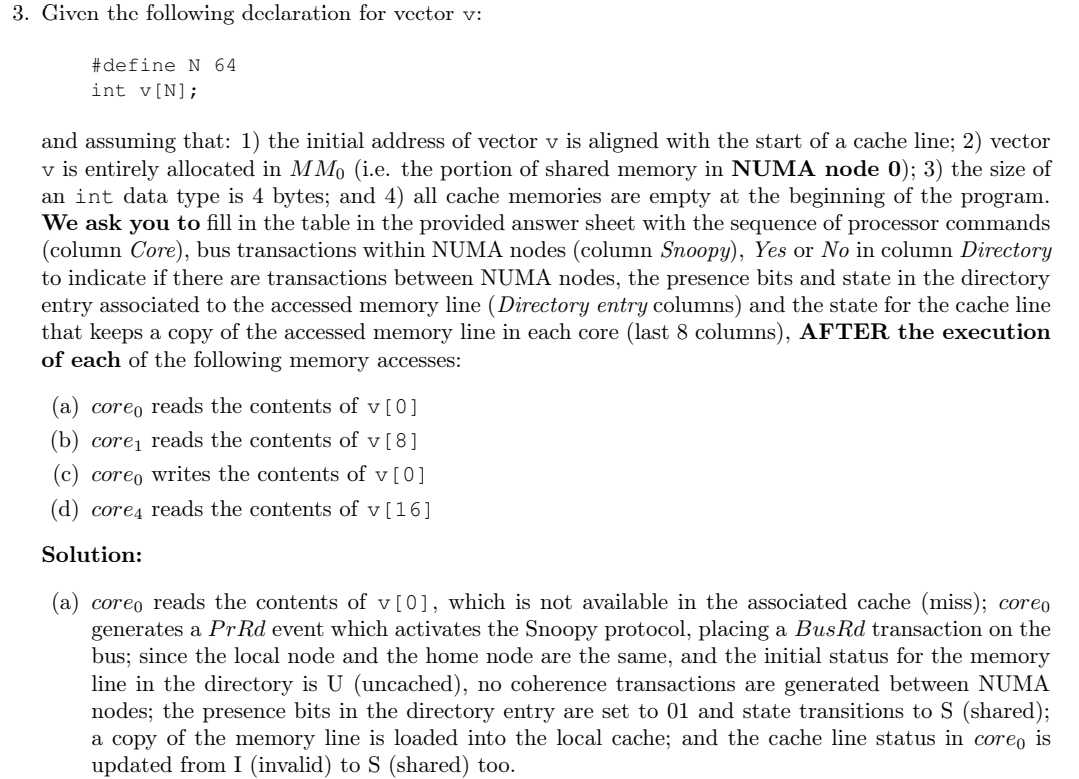 3. Given the following declaration for vector v:
#define N 64
int v[N];
and assuming that: 1) the initial address of vector v is aligned with the start of a cache line; 2) vector
v is entirely allocated in MM₀ (i.e. the portion of shared memory in NUMA node 0); 3) the size of
an int data type is 4 bytes; and 4) all cache memories are empty at the beginning of the program.
We ask you to fill in the table in the provided answer sheet with the sequence of processor commands
(column Core), bus transactions within NUMA nodes (column Snoopy), Yes or No in column Directory
to indicate if there are transactions between NUMA nodes, the presence bits and state in the directory
entry associated to the accessed memory line (Directory entry columns) and the state for the cache line
that keeps a copy of the accessed memory line in each core (last 8 columns), AFTER the execution
of each of the following memory accesses:
(a) core₀ reads the contents of v[0]
(b) core₁ reads the contents of v[8]
(c) core₀ writes the contents of v[0]
(d) core₄ reads the contents of v[16]
Solution:
(a) core₀ reads the contents of v[0], which is not available in the associated cache (miss); core₀
generates a PrRd event which activates the Snoopy protocol, placing a BusRd transaction on the
bus; since the local node and the home node are the same, and the initial status for the memory
line in the directory is U (uncached), no coherence transactions are generated between NUMA
nodes; the presence bits in the directory entry are set to 01 and state transitions to S (shared);
a copy of the memory line is loaded into the local cache; and the cache line status in core₀ is
updated from I (invalid) to S (shared) too.